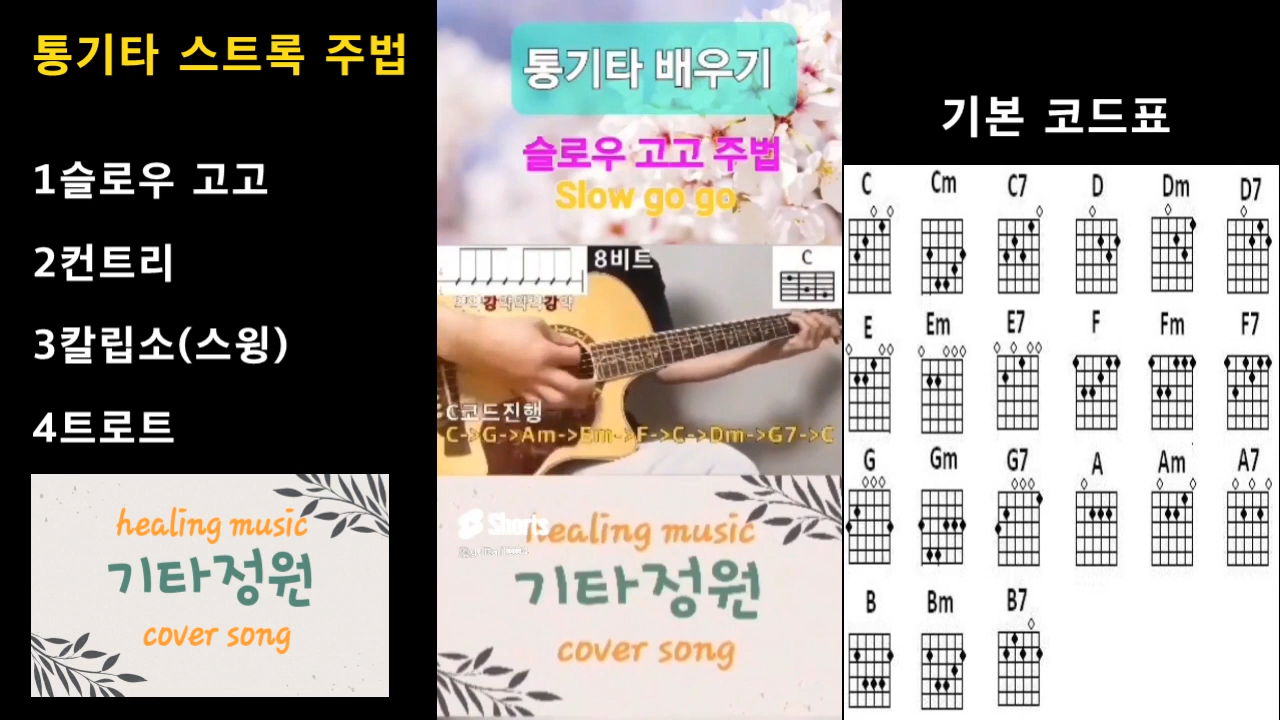 통기타 스트록 주법
1슬로우 고고
2컨트리
3칼립소(스윙)
4트로트
healing music
기타정원
cover song
통기타 배우기
슬로우 고고 주법
Slow go go
8비트
C
C코드진행
C->G->Am->Em->F->C->Dm->G7->C
Shorts
healing music
기타정원
cover song
기본 코드표
C Cm C7 D Dm D7
E Em E7 F Fm F7
G Gm G7 A Am A7
B Bm B7